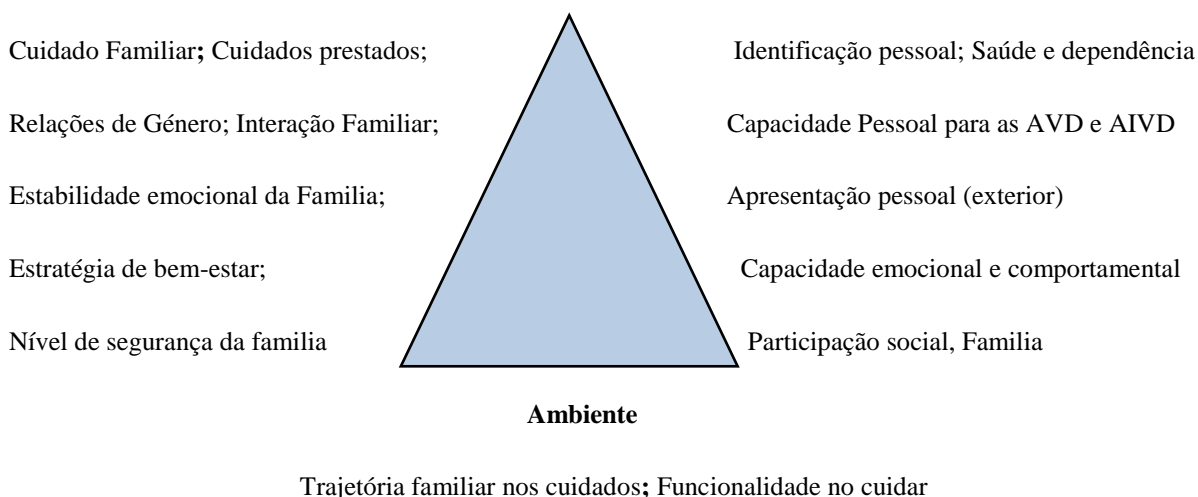 Cuidado Familiar; Cuidados prestados;
Identificação pessoal; Saúde e dependência
Relações de Género; Interação Familiar;
Capacidade Pessoal para as AVD e AIVD
Estabilidade emocional da Familia;
Apresentação pessoal (exterior)
Estratégia de bem-estar;
Capacidade emocional e comportamental
Nível de segurança da familia
Participação social, Familia
Ambiente
Trajetória familiar nos cuidados; Funcionalidade no cuidar